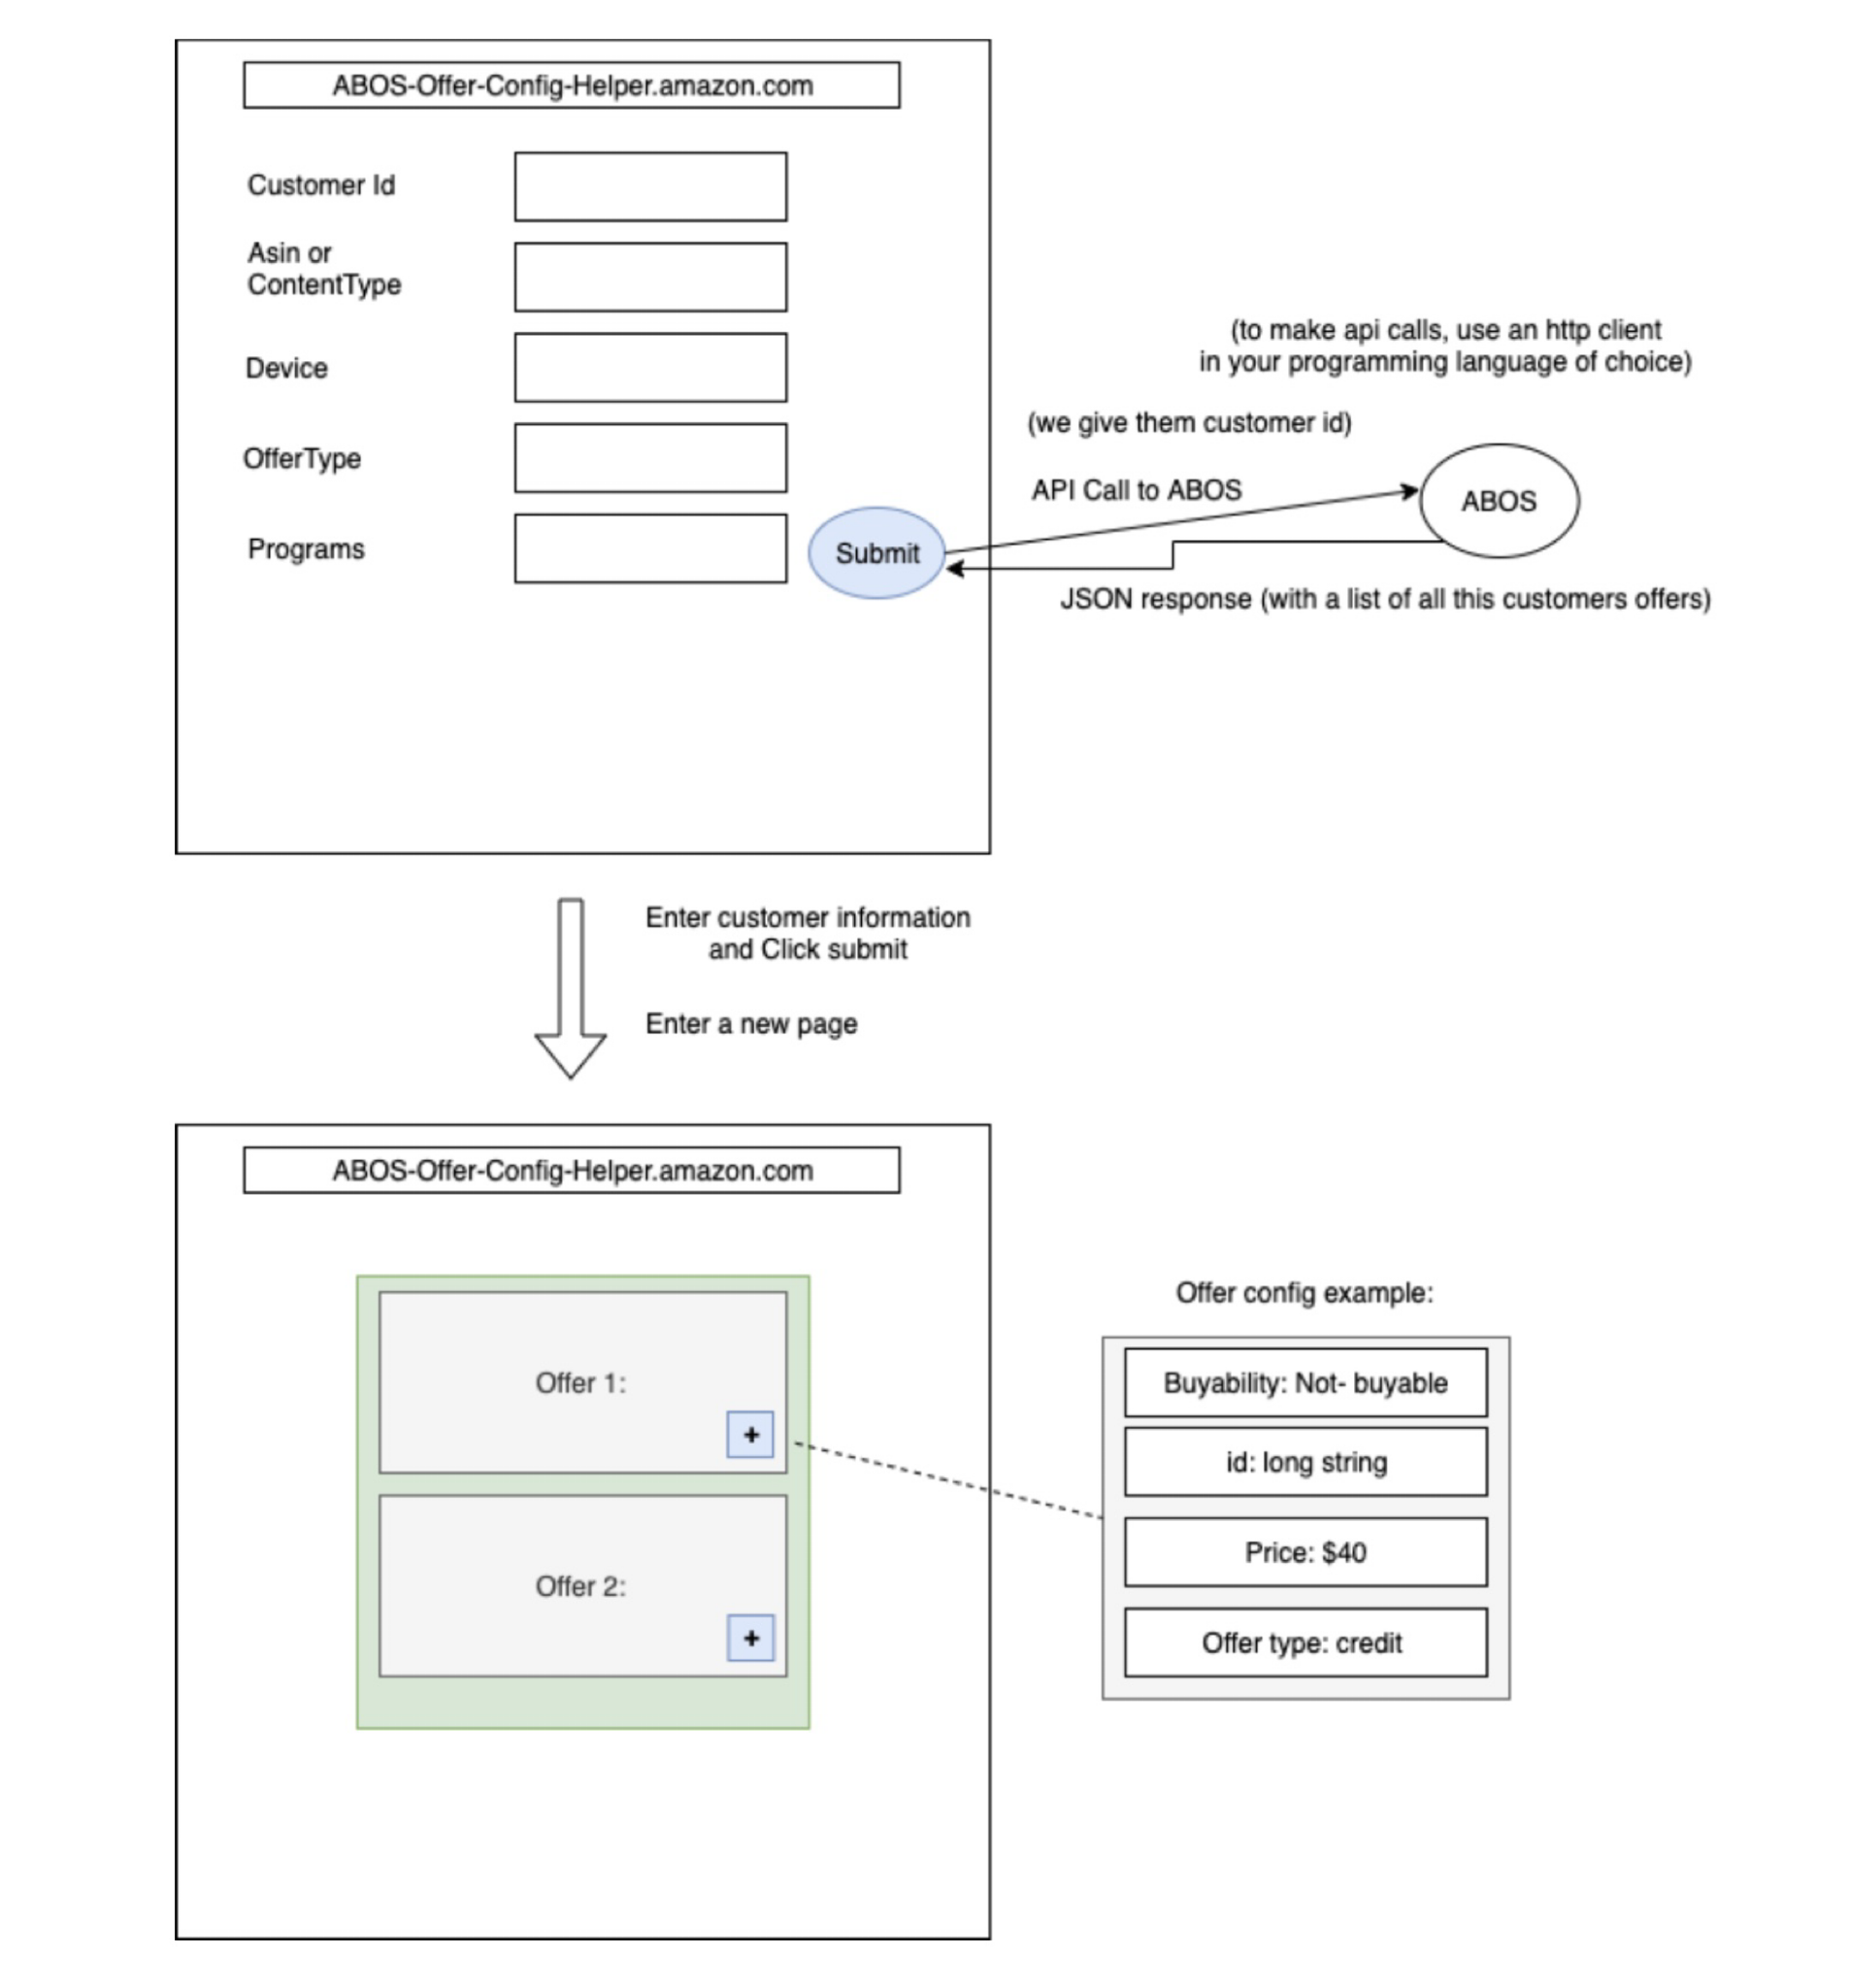 ABOS-Offer-Config-Helper.amazon.com
Customer Id
Asin or
ContentType
Device
OfferType
Programs
Submit
(to make api calls, use an http client
in your programming language of choice)
(we give them customer id)
API Call to ABOS
ABOS
JSON response (with a list of all this customers offers)
Enter customer information
and Click submit
Enter a new page
ABOS-Offer-Config-Helper.amazon.com
Offer 1:
+
Offer 2:
+
Offer config example:
Buyability: Not- buyable
id: long string
Price: $40
Offer type: credit